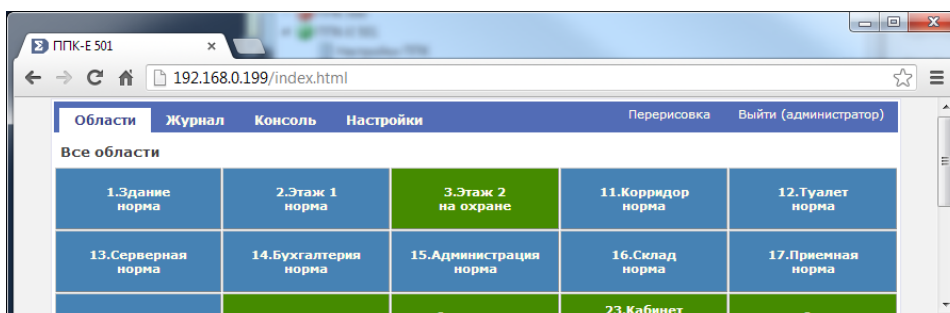 ППК-Е 501
192.168.0.199/index.html
Области Журнал Консоль Настройки Перерисовка Выйти (администратор)
Все области
1.Здание
норма
2.Этаж 1
норма
3.Этаж 2
на охране
11.Корридор
норма
12.Туалет
норма
13.Серверная
норма
14.Бухгалтерия
норма
15.Администрация
норма
16.Склад
норма
17.Приемная
норма
23.Кабинет